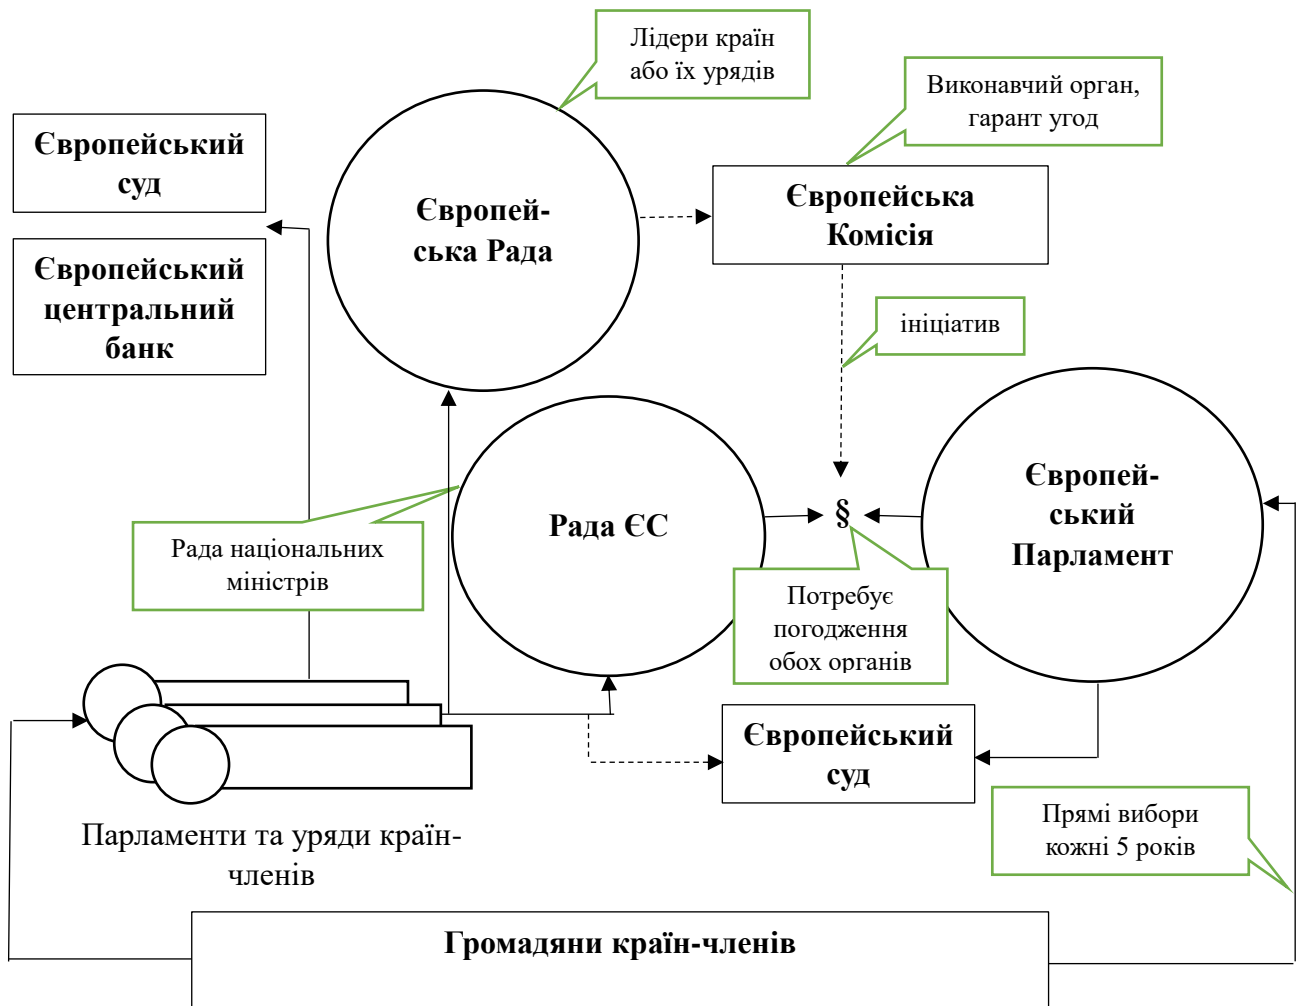 Лідери країн
або їх урядів
Виконавчий орган,
гарант угод
Європейський
суд
Європей-
ська Рада
Європейська
Комісія
Європейський
центральний
банк
ініціатив
Європей-
ський
Парламент
Рада ЄС
§
Рада національних
міністрів
Потребує
погодження
обох органів
Європейський
суд
Парламенти та уряди країн-
членів
Прямі вибори
кожні 5 років
Громадяни країн-членів